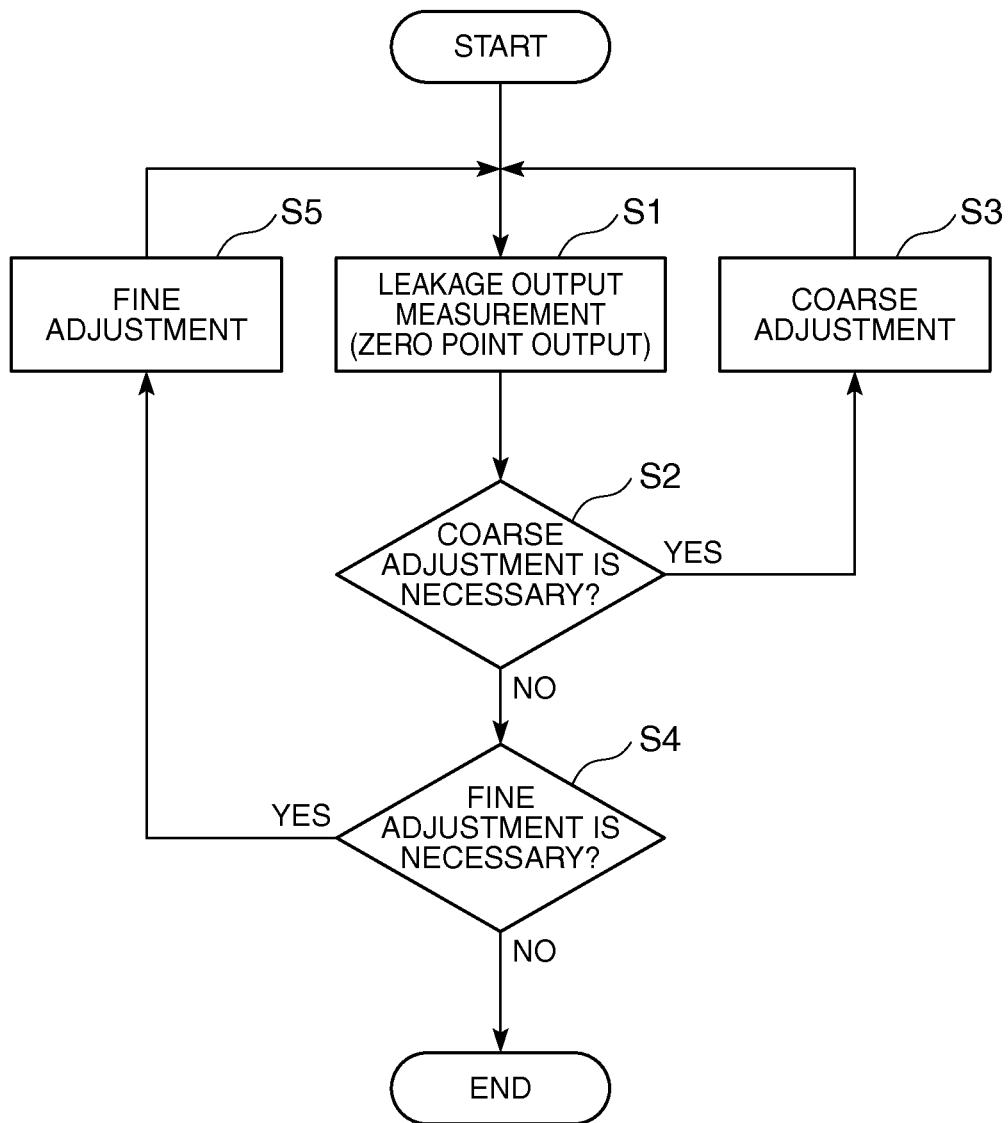 START
S5
S1
S3
FINE
ADJUSTMENT
LEAKAGE OUTPUT
MEASUREMENT
(ZERO POINT OUTPUT)
COARSE
ADJUSTMENT
S2
COARSE
ADJUSTMENT IS
NECESSARY?
YES
NO
S4
YES
FINE
ADJUSTMENT IS
NECESSARY?
NO
END